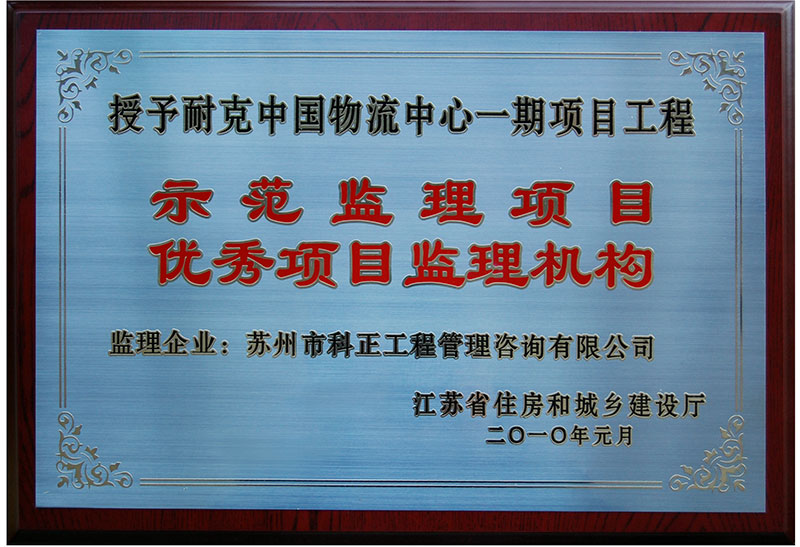 授予耐克中国物流中心一期项目工程
示范监理项目
优秀项目监理机构
监理企业：苏州市科正工程管理咨询有限公司
江苏省住房和城乡建设厅
二〇一〇年元月